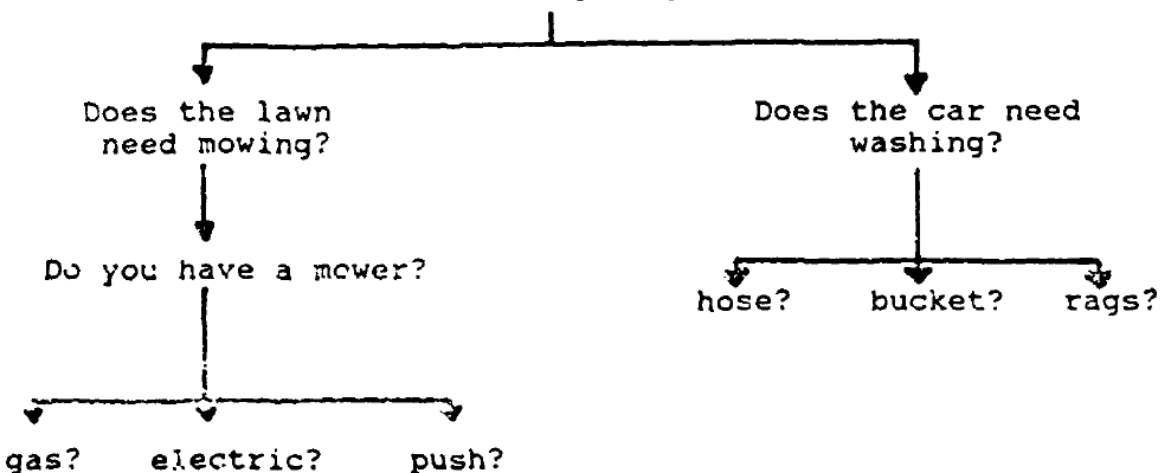 Does the lawn
need mowing?
Does the car need
washing?
Do you have a mower?
hose? bucket? rags?
gas? electric? push?